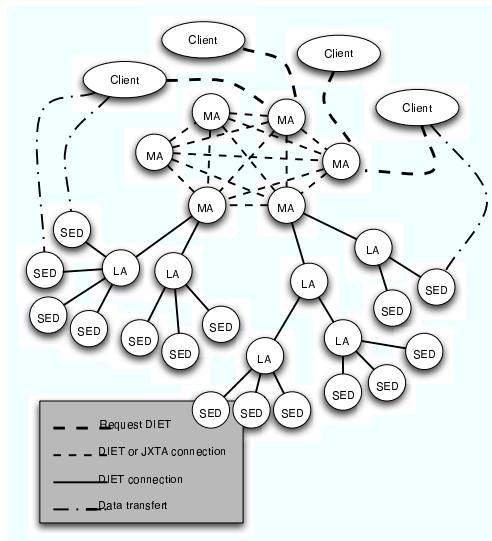 Client
Client
Client
Client
MA
MA
MA
MA
MA
MA
SED
SED
LA
LA
LA
SED
LA
SED
SED
SED
SED
SED
SED
LA
LA
SED
SED
SED
SED
SED
SED
SED
Request DIET
DIET or JXTA connection
DIET connection
Data transfert